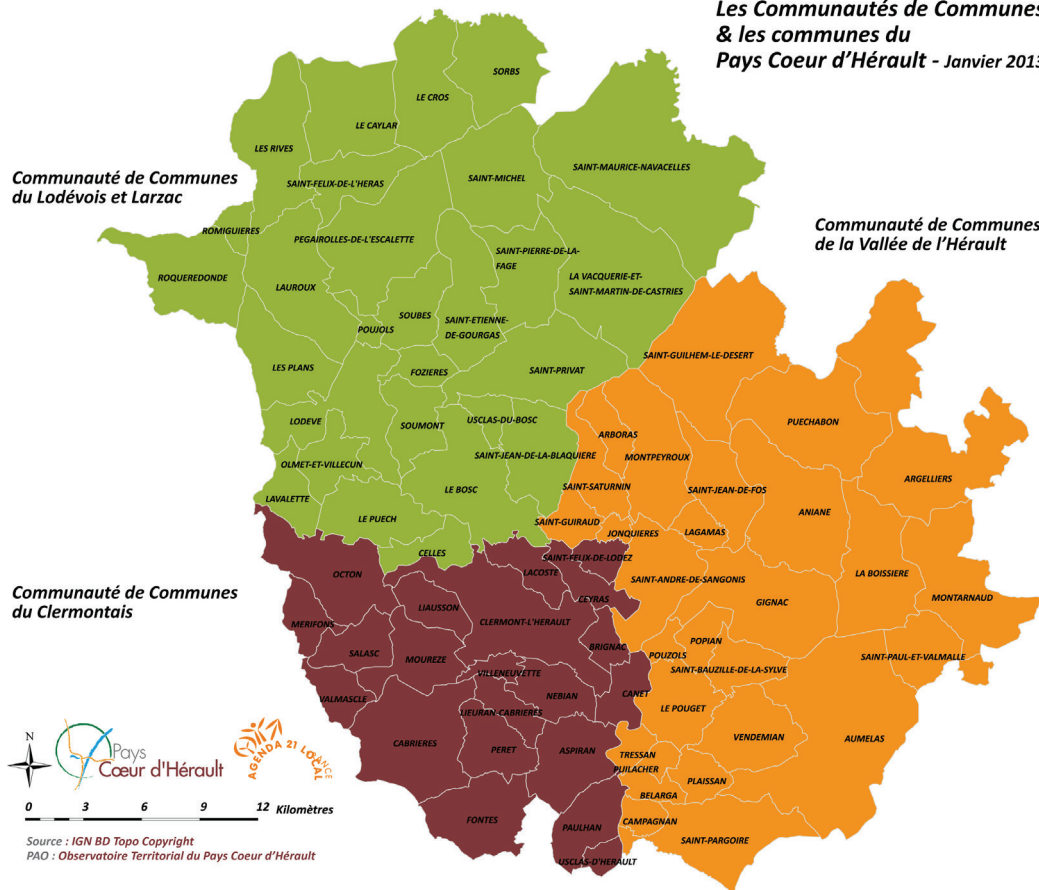 Les Communautés de Communes
& les communes du
Pays Coeur d'Hérault - Janvier 2013
SORBS
LE CROS
LE CAYLAR
LES RIVES
SAINT-MAURICE-NAVACELLES
Communauté de Communes
du Lodévois et Larzac
SAINT-MICHEL
SAINT-FELIX-DE-L'HERAS
Communauté de Communes
de la Vallée de l'Hérault
ROMIGUIERES
PEGAIROLLES-DE-L'ESCALETTE
SAINT-PIERRE-DE-LA-
FAGE
ROQUEREDONDE
LA VACQUERIE-ET-
SAINT-MARTIN-DE-CASTRIES
LAUROUX
SOUBES
SAINT-ETIENNE-
DE-GOURGAS
POUJOLS
SAINT-GUILHEM-LE-DESERT
LES PLANS
FOZIERES
SAINT-PRIVAT
LODEVE
SOUMONT
USCLAS-DU-BOSC
PUECHABON
ARBORAS
MONTPEYROUX
SAINT-JEAN-DE-LA-BLAQUIERE
OLMET-ET-VILLECUN
ARGELLIERS
LE BOSC
SAINT-SATURNIN
SAINT-JEAN-DE-FOS
LAVALETTE
ANIANE
LE PUECH
SAINT-GUIRAUD
JONQUIERES
LAGAMAS
CELLES
SAINT-FELIX-DE-LODEZ
OCTON
LACOSTE
SAINT-ANDRE-DE-SANGONIS
LA BOISSIERE
Communauté de Communes
du Clermontais
CEYRAS
GIGNAC
MONTARNAUD
LIAUSSON
CLERMONT-L'HERAULT
MERIFONS
POPIAN
BRIGNAC
SALASC
MOUREZE
POUZOLS
SAINT-PAUL-ET-VALMALLE
VILLENEUVETTE
SAINT-BAUZILLE-DE-LA-SYLVE
VALMASCLE
NEBIAN
CANET
LE POUGET
LIEURAN-CABRIERES
VENDEMIAN
AUMELAS
CABRIERES
PERET
ASPIRAN
TRESSAN
PUILACHER
PLAISSAN
BELARGA
FONTES
PAULHAN
CAMPAGNAN
SAINT-PARGOIRE
USCLAS-D'HERAULT
N
Pays
Cœur d'Hérault
AGENDA 21 LOCAL
0 3 6 9 12 Kilomètres
Source : IGN BD Topo Copyright
PAO : Observatoire Territorial du Pays Coeur d'Hérault